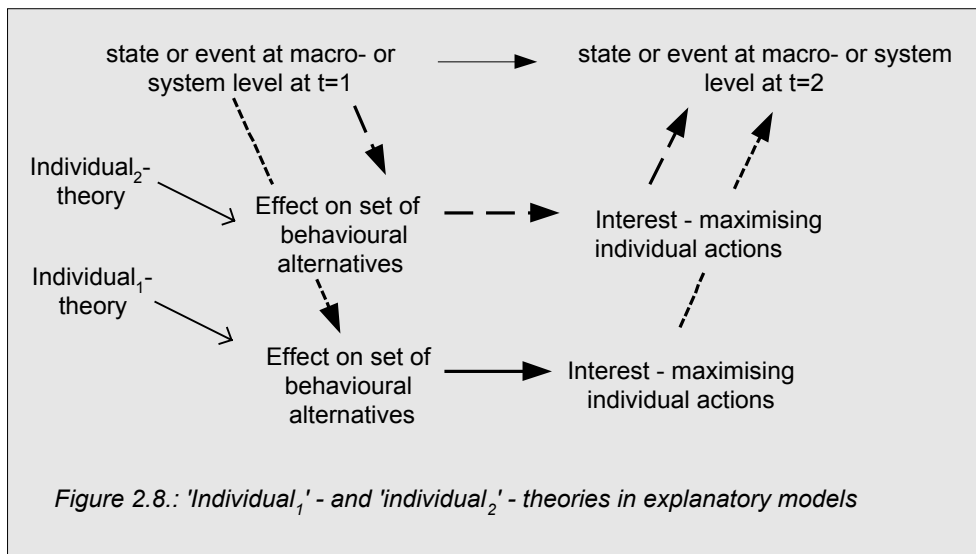 state or event at macro- or
system level at t=1
state or event at macro- or system
level at t=2
Individual₂-
theory
Effect on set of
behavioural
alternatives
Interest - maximising
individual actions
Individual₁-
theory
Effect on set of
behavioural
alternatives
Interest - maximising
individual actions
Figure 2.8.: 'Individual₁' - and 'individual₂' - theories in explanatory models